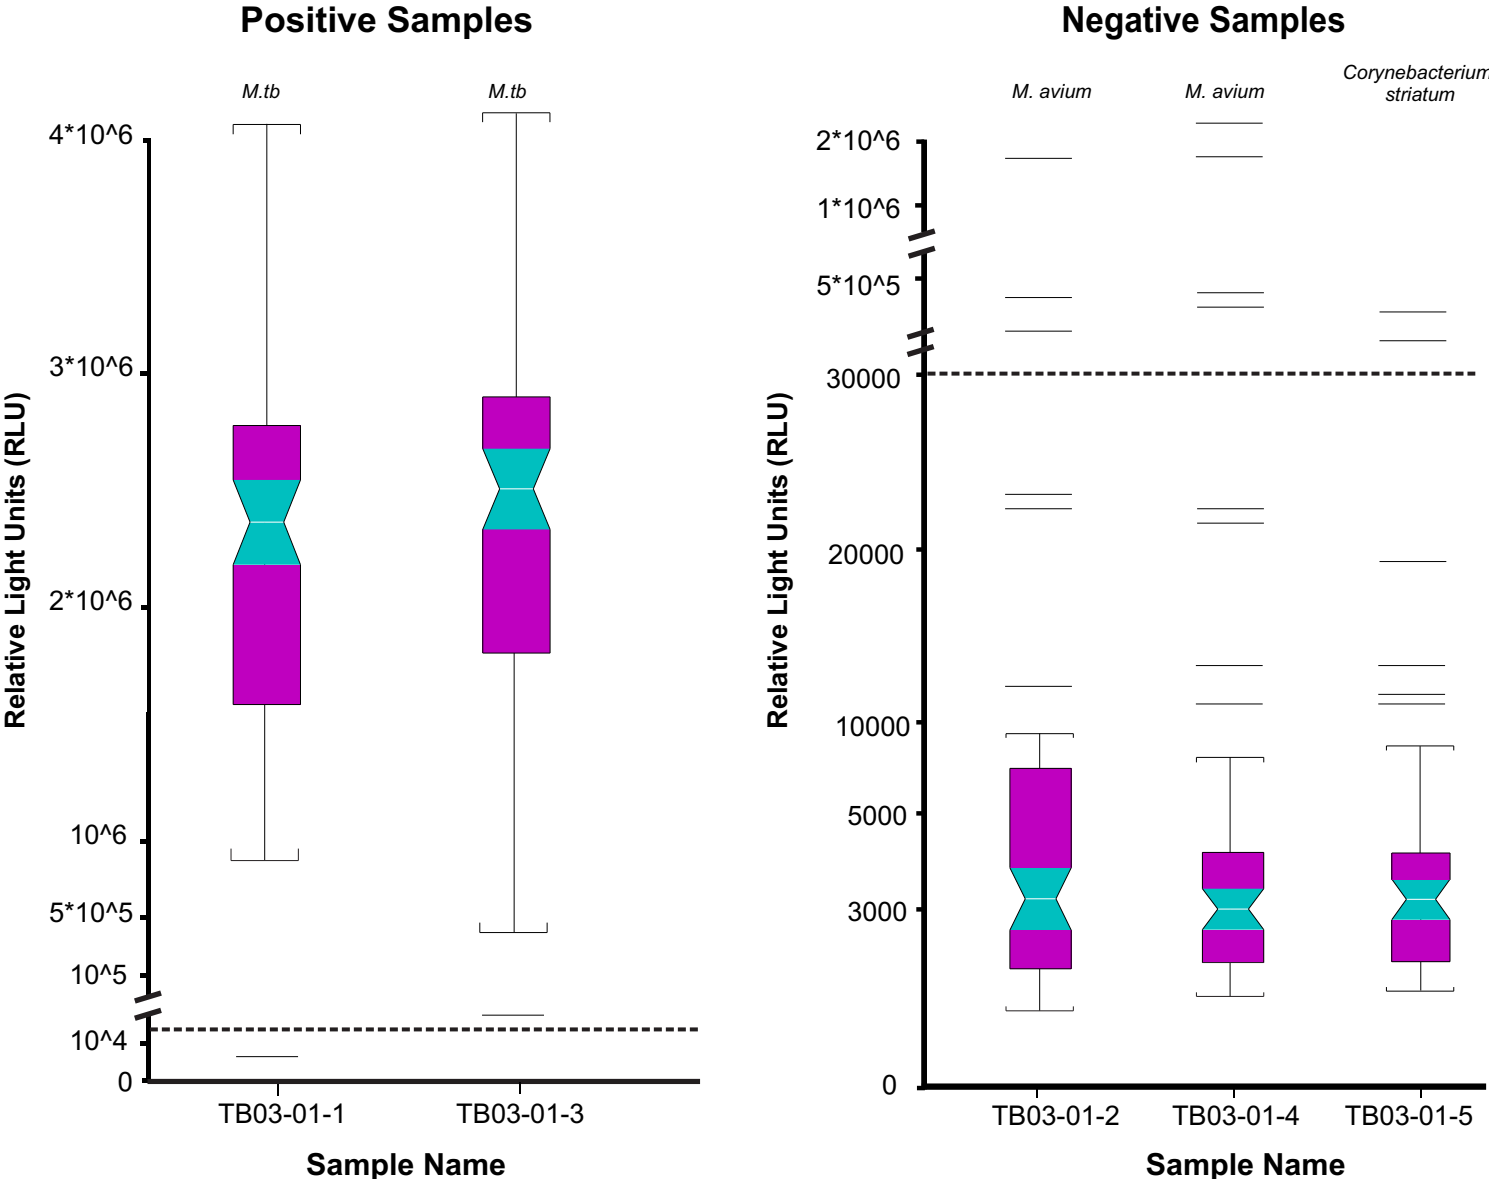 Positive Samples
M.tb
M.tb
4*10^6
3*10^6
2*10^6
10^6
5*10^5
10^5
10^4
0
Relative Light Units (RLU)
TB03-01-1
TB03-01-3
Sample Name
Negative Samples
M. avium
M. avium
Corynebacterium
striatum
2*10^6
1*10^6
5*10^5
30000
20000
10000
5000
3000
0
Relative Light Units (RLU)
TB03-01-2
TB03-01-4
TB03-01-5
Sample Name